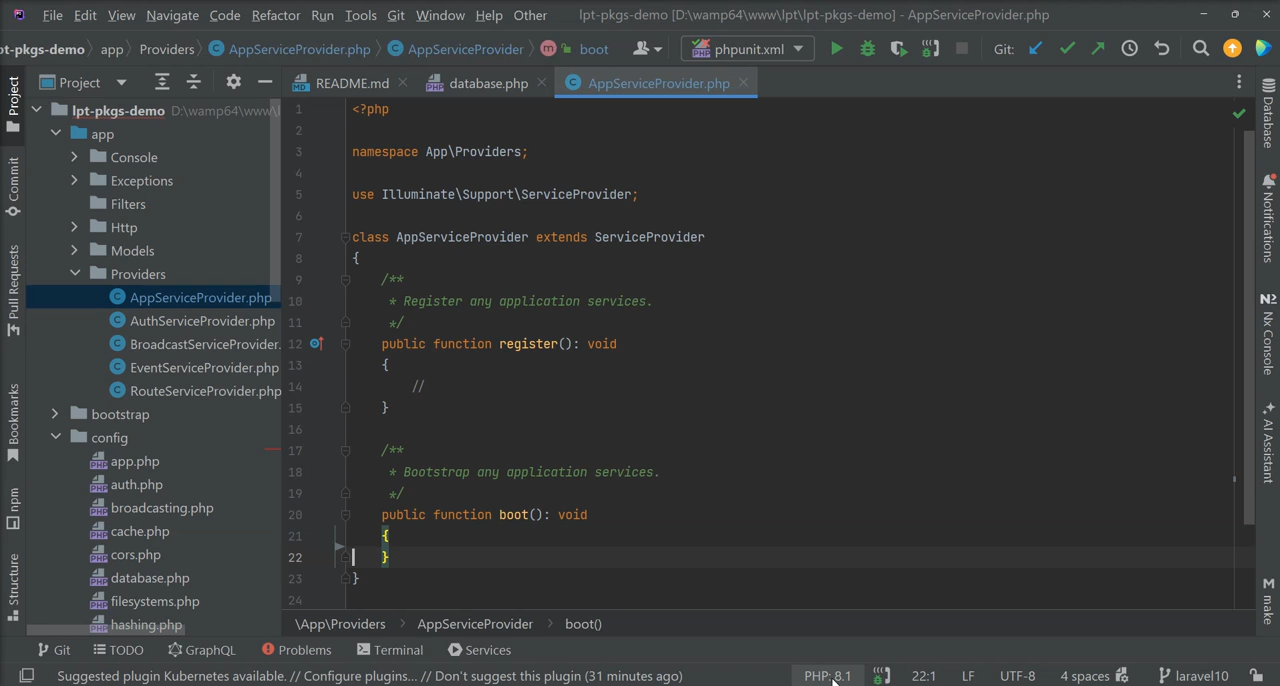 File Edit View Navigate Code Refactor Run Tools Git Window Help Other lpt-pkgs-demo [D:\wamp64\www\lpt\lpt-pkgs-demo] - AppServiceProvider.php
pt-pkgs-demo app Providers AppServiceProvider.php AppServiceProvider boot phpunit.xml Git:
Project README.md database.php AppServiceProvider.php
lpt-pkgs-demo D:\wamp64\www\l
app
Console
Exceptions
Filters
Http
Models
Providers
AppServiceProvider.php
AuthServiceProvider.php
BroadcastServiceProvider.
EventServiceProvider.php
RouteServiceProvider.php
bootstrap
config
app.php
auth.php
broadcasting.php
cache.php
cors.php
database.php
filesystems.php
hashing.php
Project
Commit
Pull Requests
Bookmarks
npm
Structure
1 <?php
2
3 namespace App\Providers;
4
5 use Illuminate\Support\ServiceProvider;
6
7 class AppServiceProvider extends ServiceProvider
8 {
9 /**
10 * Register any application services.
11 */
12 public function register(): void
13 {
14 //
15 }
16
17 /**
18 * Bootstrap any application services.
19 */
20 public function boot(): void
21 {
22 }
23 }
24
Database
Notifications
Nx Console
AI Assistant
M make
\App\Providers AppServiceProvider boot()
Git TODO GraphQL Problems Terminal Services
Suggested plugin Kubernetes available. // Configure plugins... // Don't suggest this plugin (31 minutes ago) PHP: 8.1 22:1 LF UTF-8 4 spaces laravel10